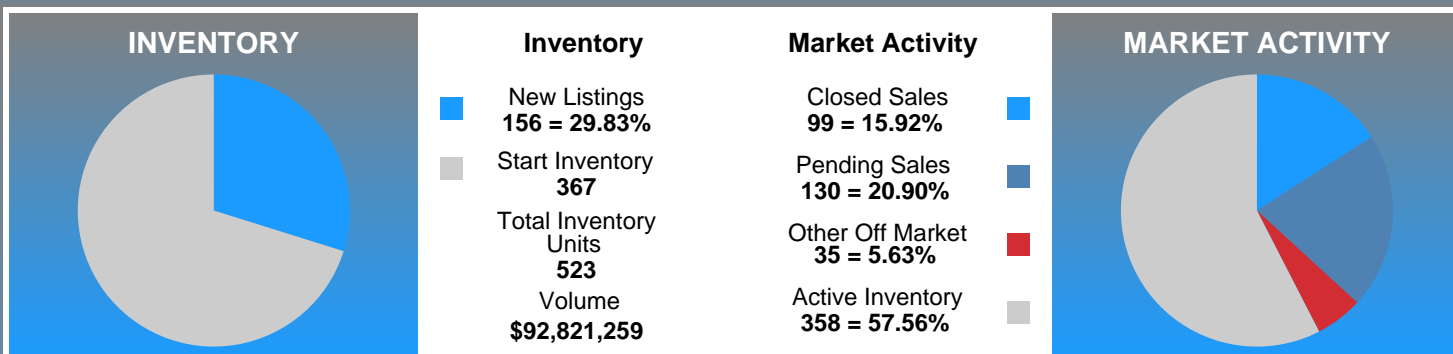 INVENTORY
Inventory
New Listings
156 = 29.83%
Start Inventory
367
Total Inventory
Units
523
Volume
$92,821,259
Market Activity
Closed Sales
99 = 15.92%
Pending Sales
130 = 20.90%
Other Off Market
35 = 5.63%
Active Inventory
358 = 57.56%
MARKET ACTIVITY